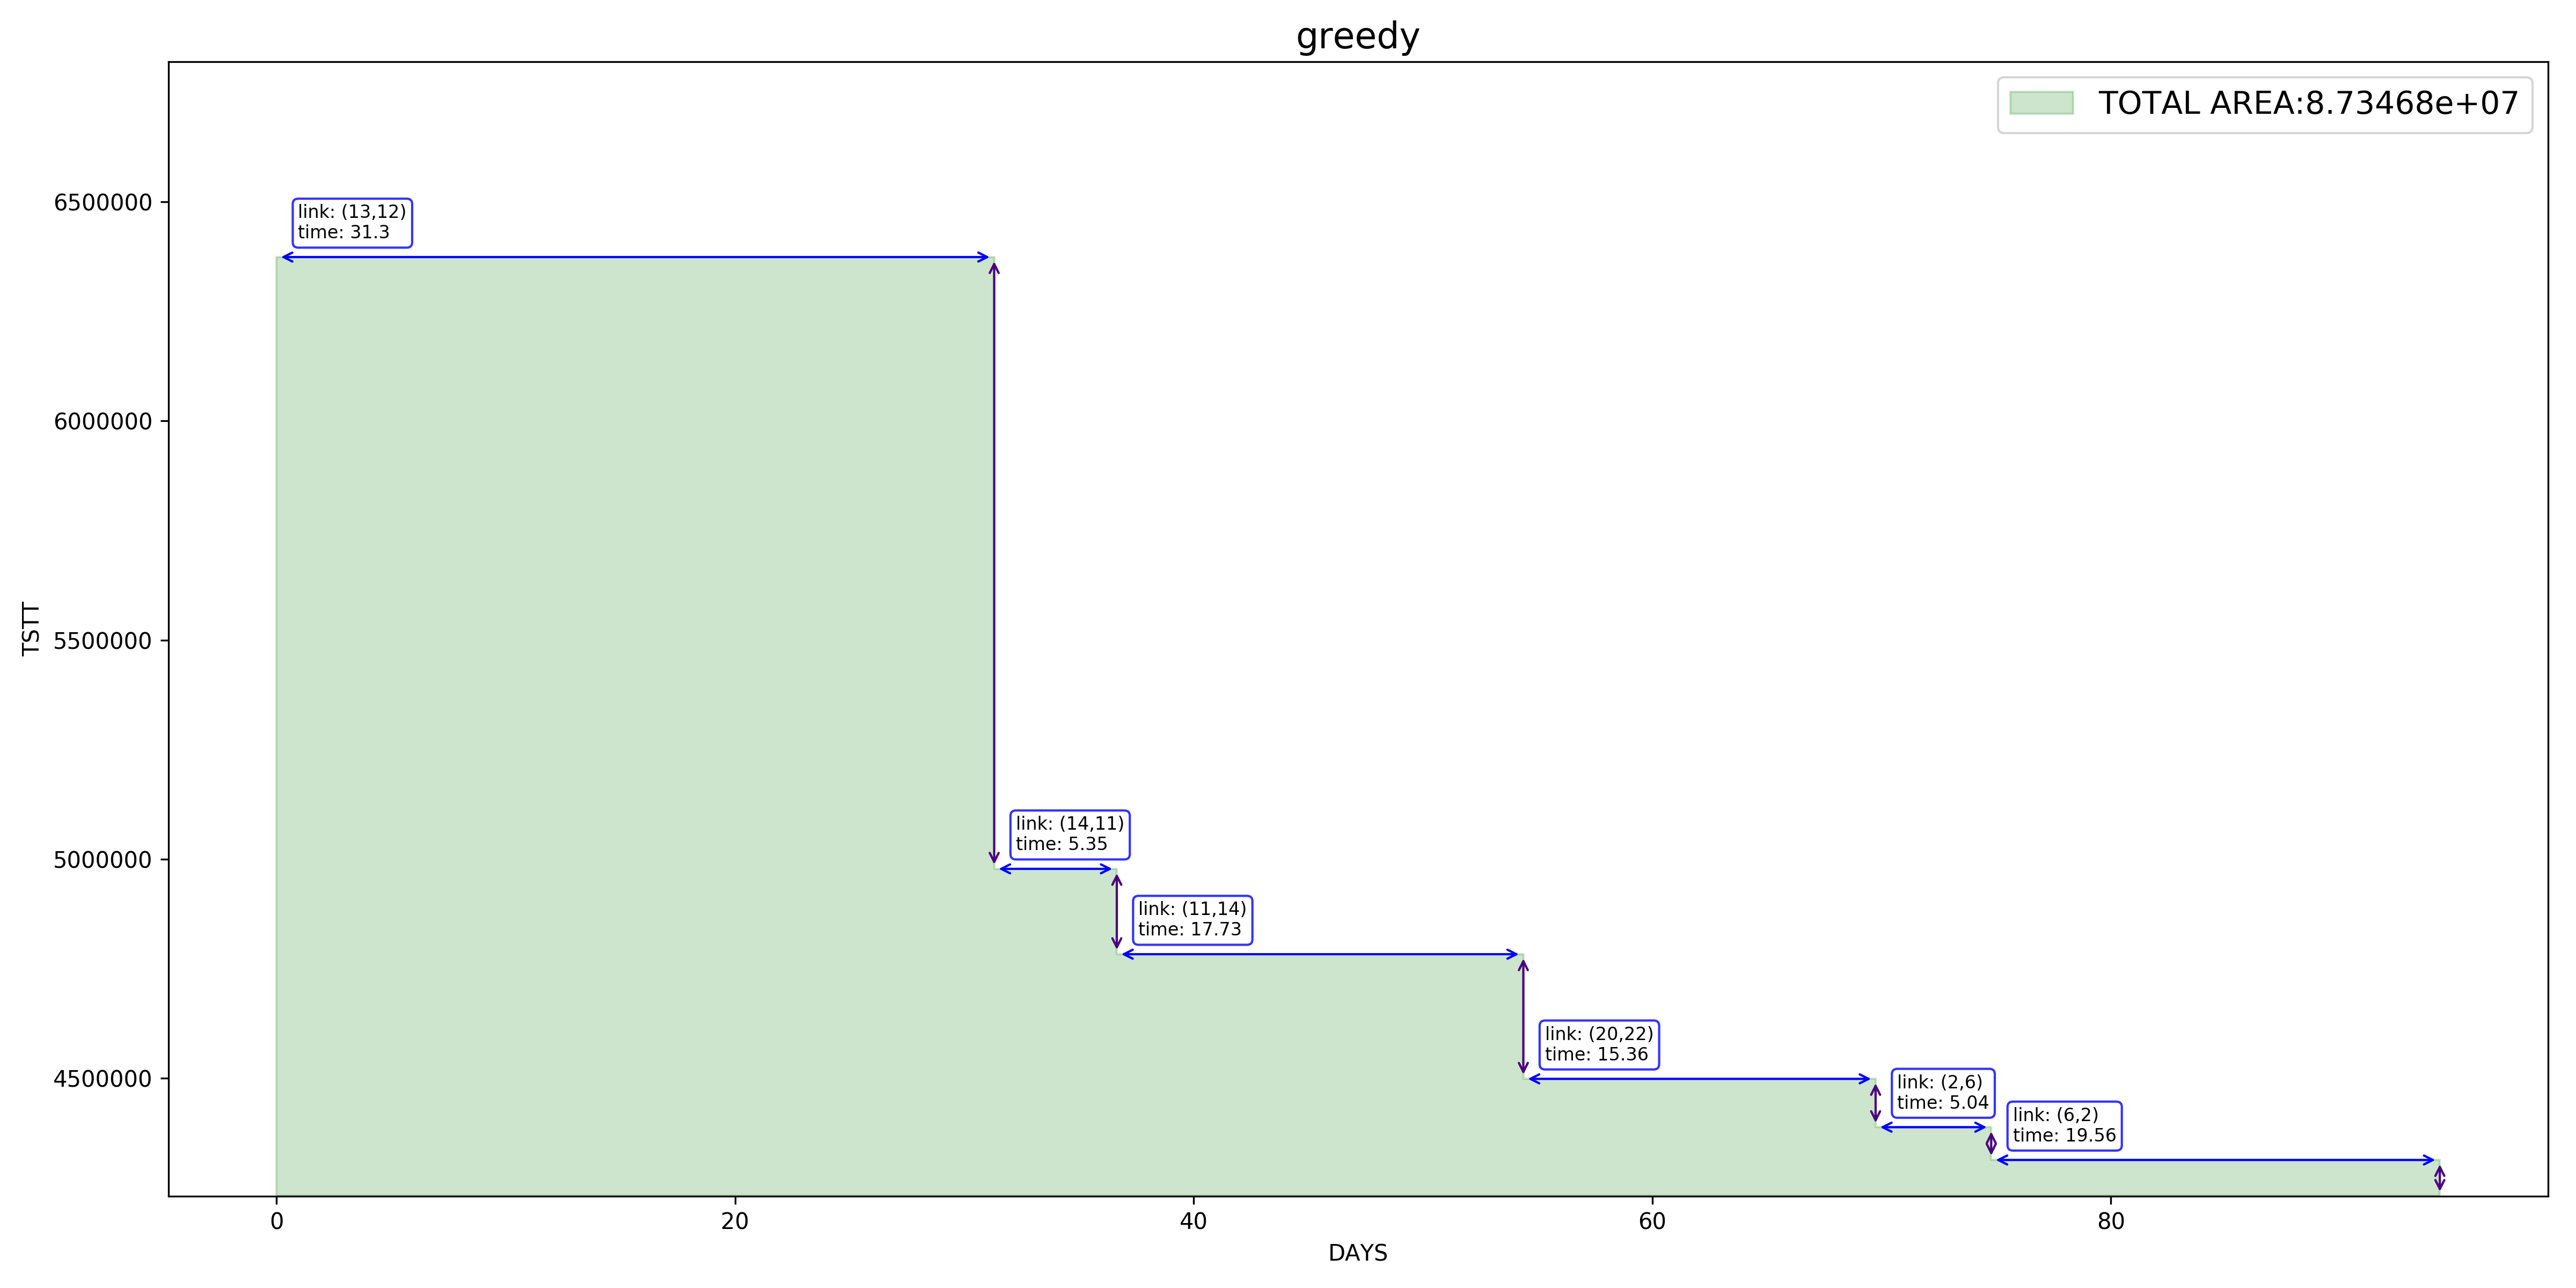 greedy
TOTAL AREA:8.73468e+07
6500000
6000000
5500000
5000000
4500000
TSTT
link: (13,12)
time: 31.3
link: (14,11)
time: 5.35
link: (11,14)
time: 17.73
link: (20,22)
time: 15.36
link: (2,6)
time: 5.04
link: (6,2)
time: 19.56
0
20
40
60
80
DAYS